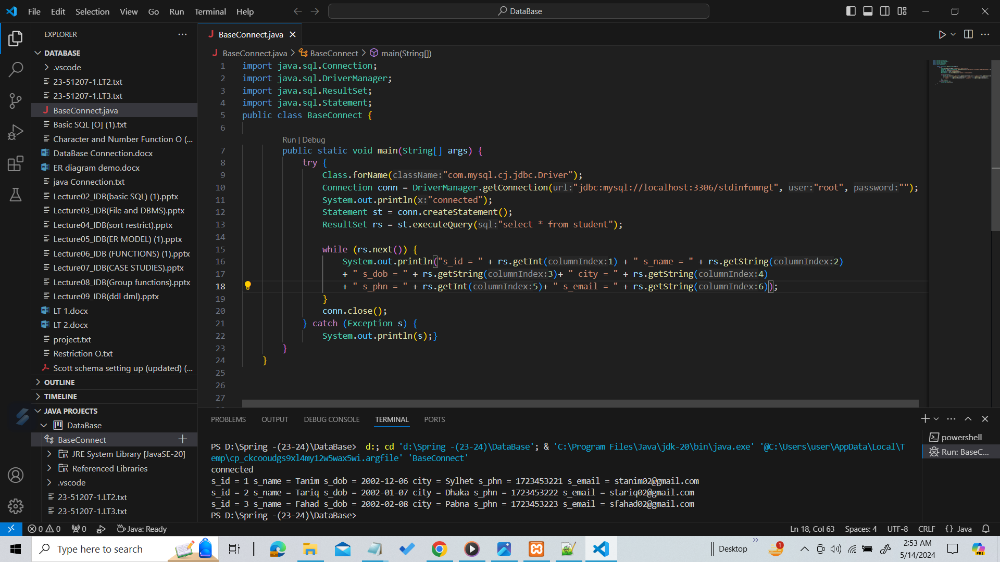 File Edit Selection View Go Run Terminal Help
DataBase
EXPLORER
DATABASE
.vscode
23-51207-1.LT2.txt
23-51207-1.LT3.txt
BaseConnect.java
Basic SQL [O] (1).txt
Character and Number Function O (...
DataBase Connection.docx
ER diagram demo.docx
java Connection.txt
Lecture02_IDB(basic SQL) (1).pptx
Lecture03_IDB(File and DBMS).pptx
Lecture04_IDB(sort restrict).pptx
Lecture05_IDB(ER MODEL) (1).pptx
Lecture06_IDB (FUNCTIONS) (1).pptx
Lecture07_IDB(CASE STUDIES).pptx
Lecture08_IDB(Group functions).pptx
Lecture09_IDB(ddl dml).pptx
LT 1.docx
LT 2.docx
project.txt
Restriction O.txt
Scott schema setting up (updated) (...
OUTLINE
TIMELINE
JAVA PROJECTS
DataBase
BaseConnect
JRE System Library [JavaSE-20]
Referenced Libraries
.vscode
23-51207-1.LT2.txt
23-51207-1.LT3.txt
BaseConnect.java
BaseConnect.java > BaseConnect > main(String[])
1 import java.sql.Connection;
2 import java.sql.DriverManager;
3 import java.sql.ResultSet;
4 import java.sql.Statement;
5 public class BaseConnect {
6
Run | Debug
7 public static void main(String[] args) {
8 try {
9 Class.forName(className:"com.mysql.cj.jdbc.Driver");
10 Connection conn = DriverManager.getConnection(url:"jdbc:mysql://localhost:3306/stdinfomngt", user:"root", password:"");
11 System.out.println(x:"connected");
12 Statement st = conn.createStatement();
13 ResultSet rs = st.executeQuery(sql:"select * from student");
14
15 while (rs.next()) {
16 System.out.println("s_id = " + rs.getInt(columnIndex:1) + " s_name = " + rs.getString(columnIndex:2)
17 + " s_dob = " + rs.getString(columnIndex:3)+ " city = " + rs.getString(columnIndex:4)
18 + " s_phn = " + rs.getInt(columnIndex:5)+ " s_email = " + rs.getString(columnIndex:6));
19 }
20 conn.close();
21 } catch (Exception s) {
22 System.out.println(s);}
23 }
24 }
25
26
27
PROBLEMS OUTPUT DEBUG CONSOLE TERMINAL PORTS
PS D:\Spring -(23-24)\DataBase> d:; cd 'd:\Spring -(23-24)\DataBase'; & 'C:\Program Files\Java\jdk-20\bin\java.exe' '@C:\Users\user\AppData\Local\T
emp\cp_ckcooudgs9xl4my12w5wax5wi.argfile' 'BaseConnect'
connected
s_id = 1 s_name = Tanim s_dob = 2002-12-06 city = Sylhet s_phn = 1723453221 s_email = stanim02@gmail.com
s_id = 2 s_name = Tariq s_dob = 2002-01-07 city = Dhaka s_phn = 1723453222 s_email = stariq02@gmail.com
s_id = 3 s_name = Fahad s_dob = 2002-02-08 city = Pabna s_phn = 1723453223 s_email = sfahad02@gmail.com
PS D:\Spring -(23-24)\DataBase>
powershell
Run: BaseC...
0 0 0 Java: Ready
Ln 18, Col 63 Spaces: 4 UTF-8 CRLF {} Java
Type here to search
Desktop
1
2:53 AM
5/14/2024
PRE